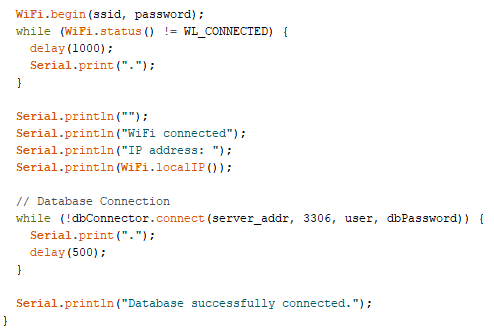 WiFi.begin(ssid, password);
while (WiFi.status() != WL_CONNECTED) {
delay(1000);
Serial.print(".");
}
Serial.println("");
Serial.println("WiFi connected");
Serial.println("IP address: ");
Serial.println(WiFi.localIP());
// Database Connection
while (!dbConnector.connect(server_addr, 3306, user, dbPassword)) {
Serial.print(".");
delay(500);
}
Serial.println("Database successfully connected.");
}